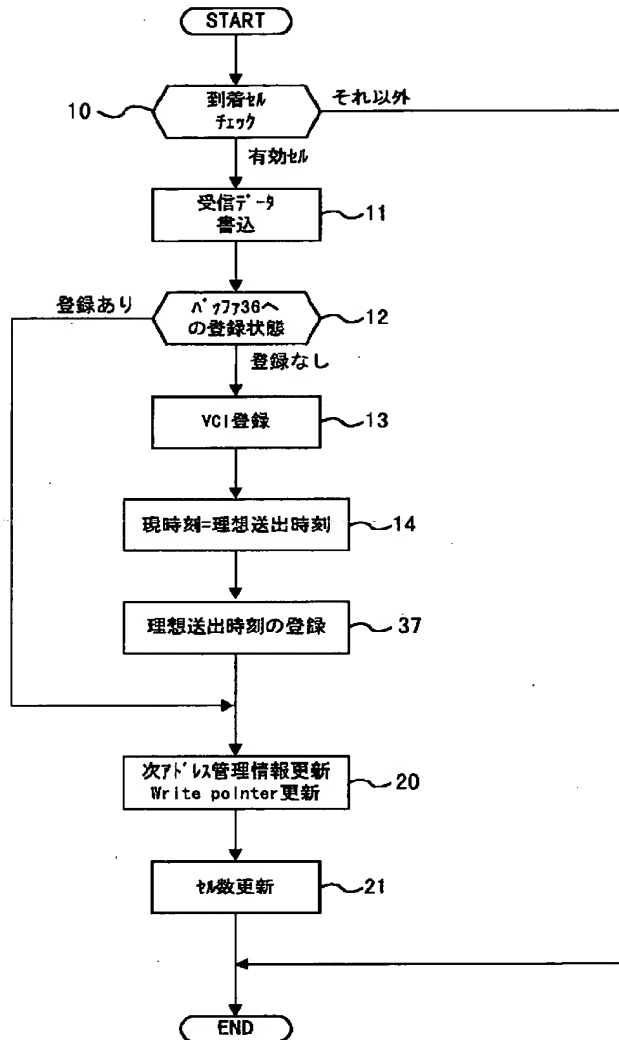 START
10
到着ｾﾙ
ﾁｪｯｸ
それ以外
有効ｾﾙ
受信ﾃﾞｰﾀ
書込
11
登録あり
ﾊﾞｯﾌｧ36へ
の登録状態
12
登録なし
VCI登録
13
現時刻=理想送出時刻
14
理想送出時刻の登録
37
次ｱﾄﾞﾚｽ管理情報更新
Write pointer更新
20
ｾﾙ数更新
21
END